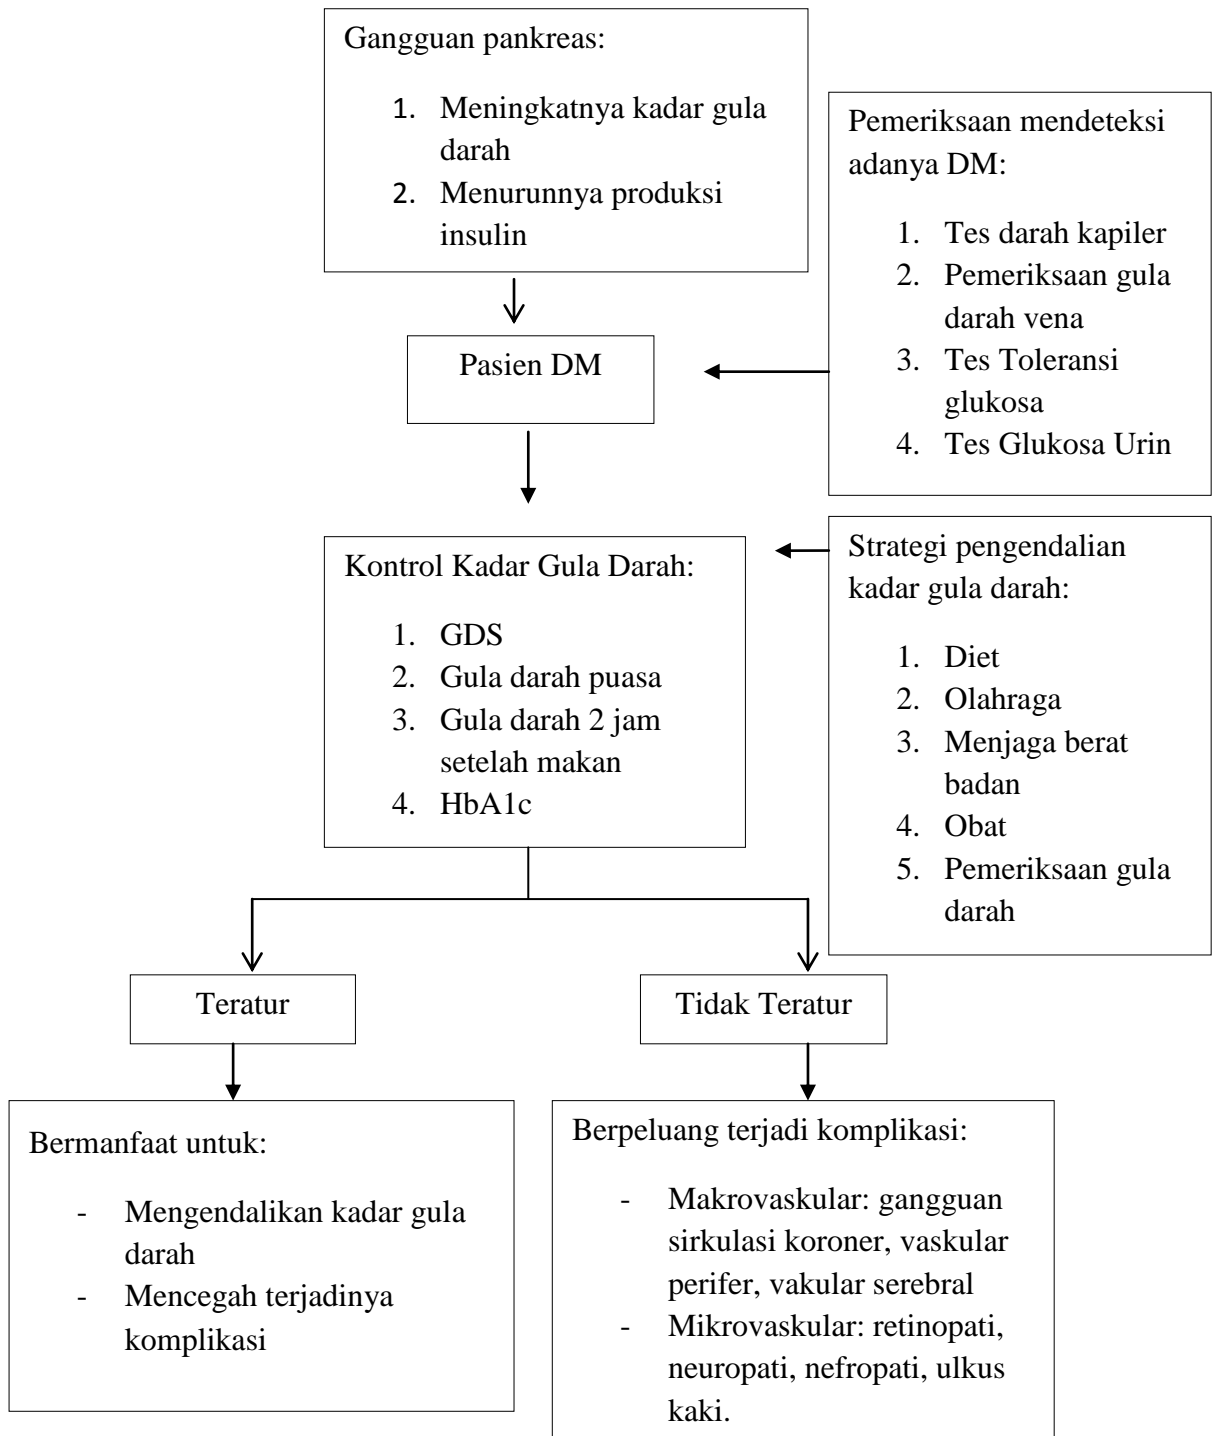 Gangguan pankreas:
1. Meningkatnya kadar gula
darah
2. Menurunnya produksi
insulin
Pemeriksaan mendeteksi
adanya DM:
1. Tes darah kapiler
2. Pemeriksaan gula
darah vena
3. Tes Toleransi
glukosa
4. Tes Glukosa Urin
Pasien DM
Kontrol Kadar Gula Darah:
1. GDS
2. Gula darah puasa
3. Gula darah 2 jam
setelah makan
4. HbA1c
Strategi pengendalian
kadar gula darah:
1. Diet
2. Olahraga
3. Menjaga berat
badan
4. Obat
5. Pemeriksaan gula
darah
Teratur
Tidak Teratur
Bermanfaat untuk:
- Mengendalikan kadar gula
darah
- Mencegah terjadinya
komplikasi
Berpeluang terjadi komplikasi:
- Makrovaskular: gangguan
sirkulasi koroner, vaskular
perifer, vakular serebral
- Mikrovaskular: retinopati,
neuropati, nefropati, ulkus
kaki.